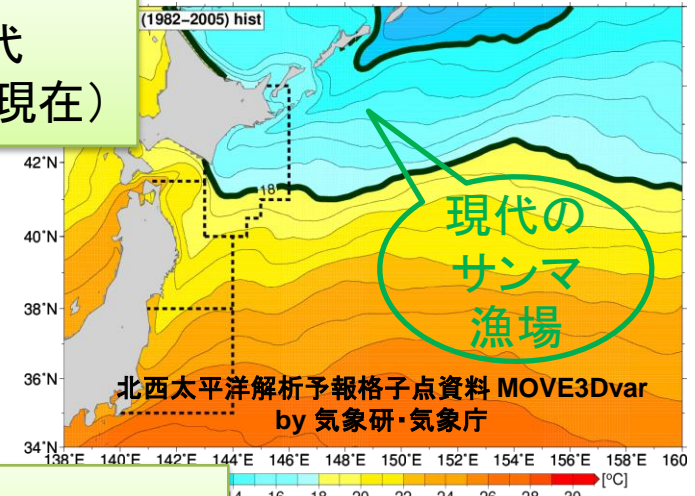 代
現在）
(1982−2005) hist
42˚N
18
現代の
サンマ
漁場
40˚N
38˚N
36˚N
北西太平洋解析予報格子点資料 MOVE3Dvar
by 気象研・気象庁
34˚N
138˚E 140˚E 142˚E 144˚E 146˚E 148˚E 150˚E 152˚E 154˚E 156˚E 158˚E 160
14 16 18 20 22 24 26 28 30 [ºC]